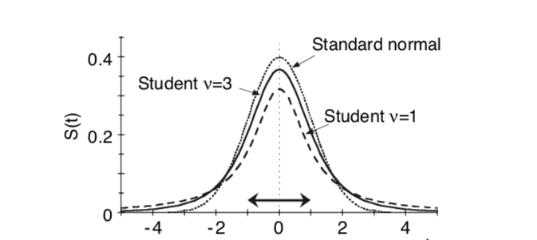 Standard normal
0.4
Student ν=3
Student ν=1
0.2
S(t)
0
-4 -2 0 2 4